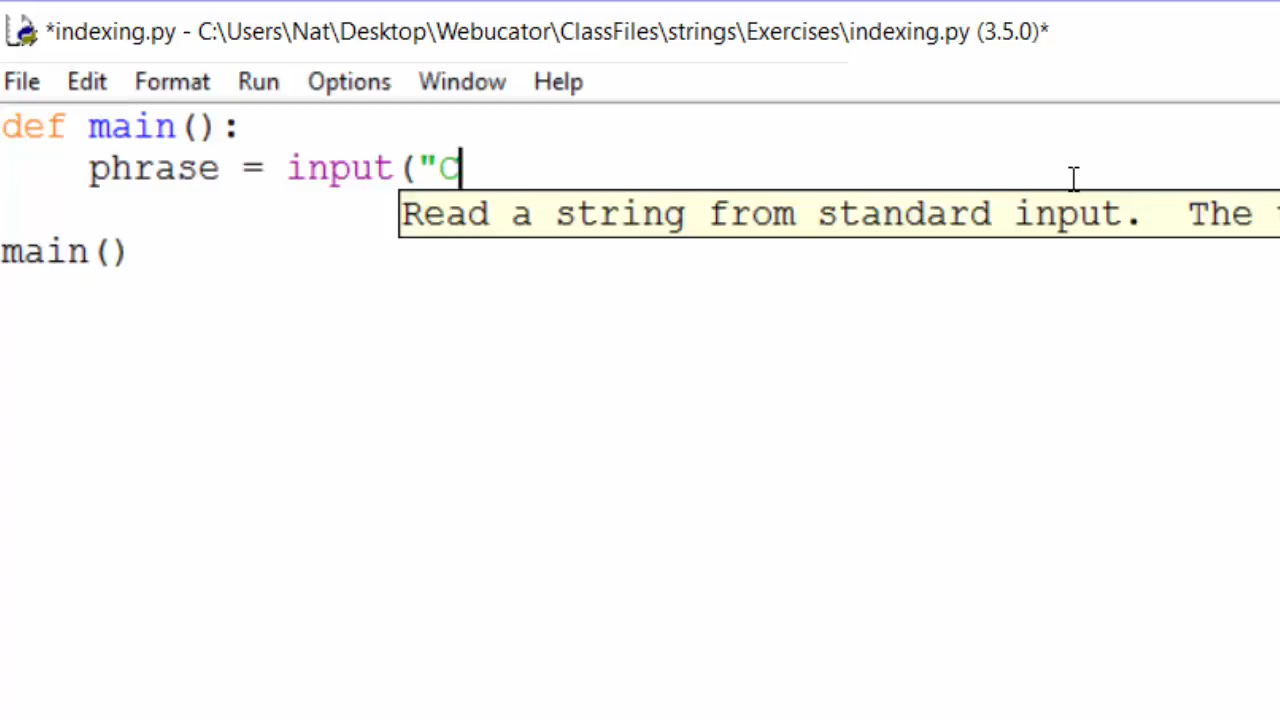 *indexing.py - C:\Users\Nat\Desktop\Webucator\ClassFiles\strings\Exercises\indexing.py (3.5.0)*
File Edit Format Run Options Window Help
def main():
    phrase = input("C
Read a string from standard input.  The
main()